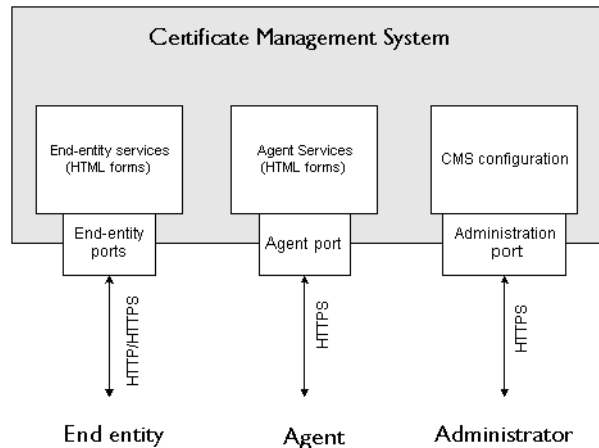 Certificate Management System
End-entity services
(HTML forms)
Agent Services
(HTML forms)
CMS configuration
End-entity
ports
Agent port
Administration
port
HTTP/HTTPS
HTTPS
HTTPS
End entity
Agent
Administrator